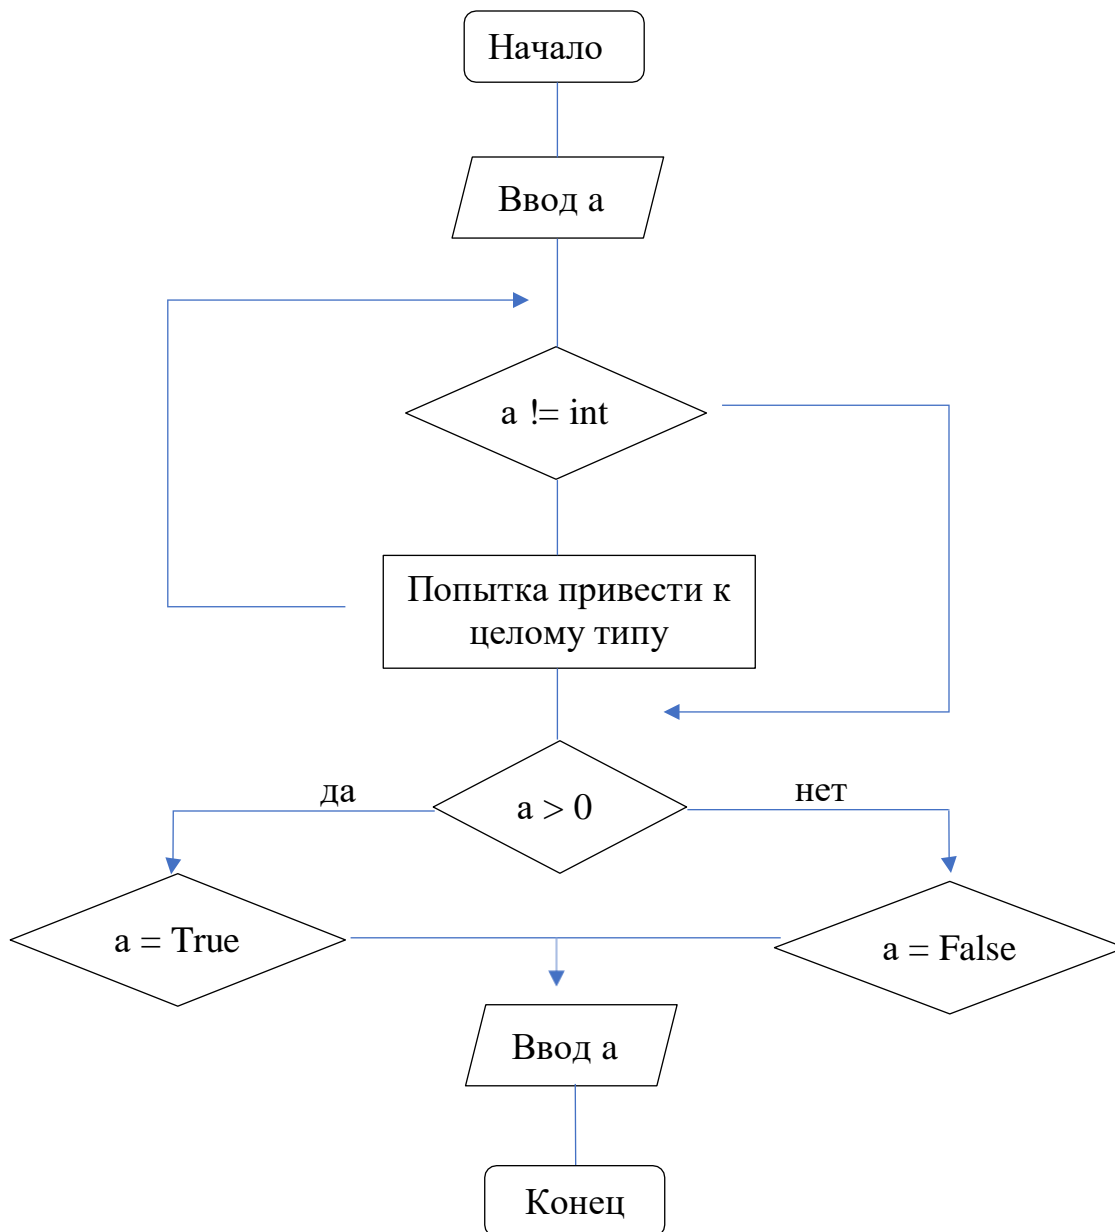 Начало
Ввод a
a != int
Попытка привести к
целому типу
да
a > 0
нет
a = True
a = False
Ввод a
Конец